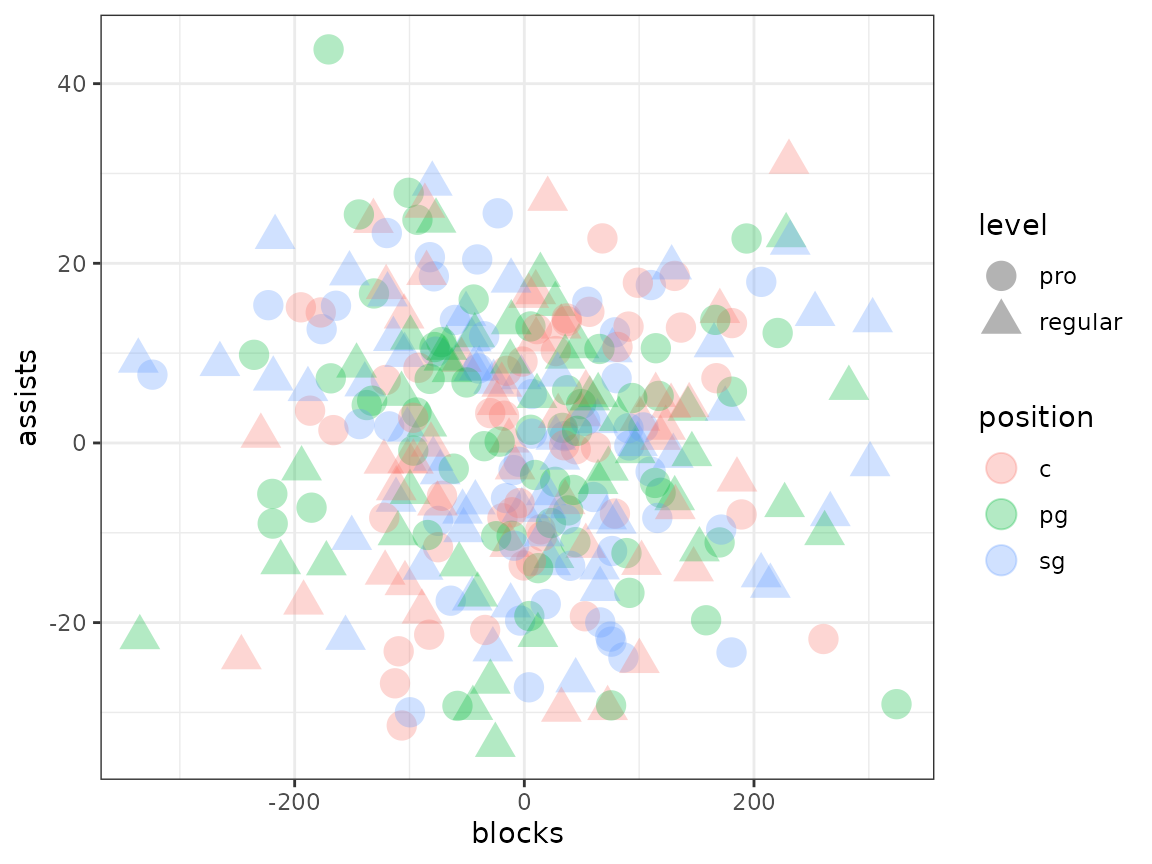 40
20
0
-20
assists
-200
0
200
blocks
level
pro
regular
position
c
pg
sg